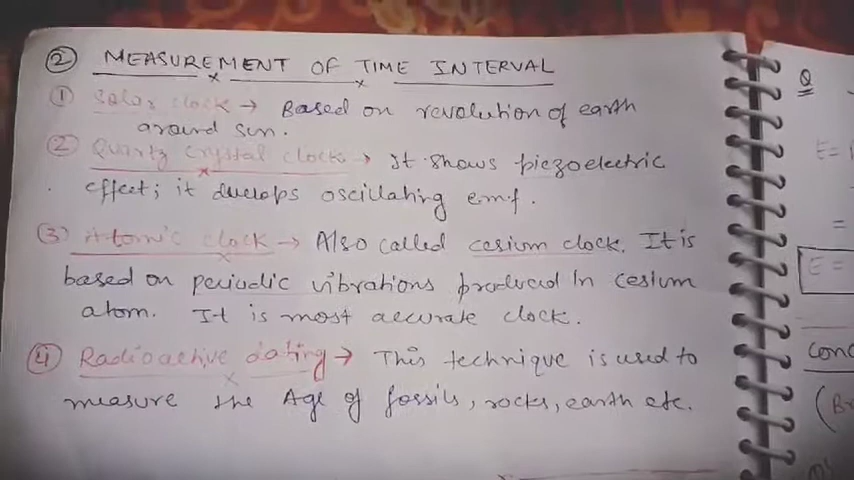 ② MEASUREMENT OF TIME INTERVAL
① Solar clock → Based on revolution of earth
around sun.
② Quartz crystal clock → it shows piezoelectric
effect; it develops oscillating emf.
③ Atomic clock → Also called cesium clock. It is
based on periodic vibrations produced in cesium
atom. It is most accurate clock.
④ Radioactive dating → This technique is used to
measure the Age of fossils, rocks, earth etc.
Q
E=
=
E=